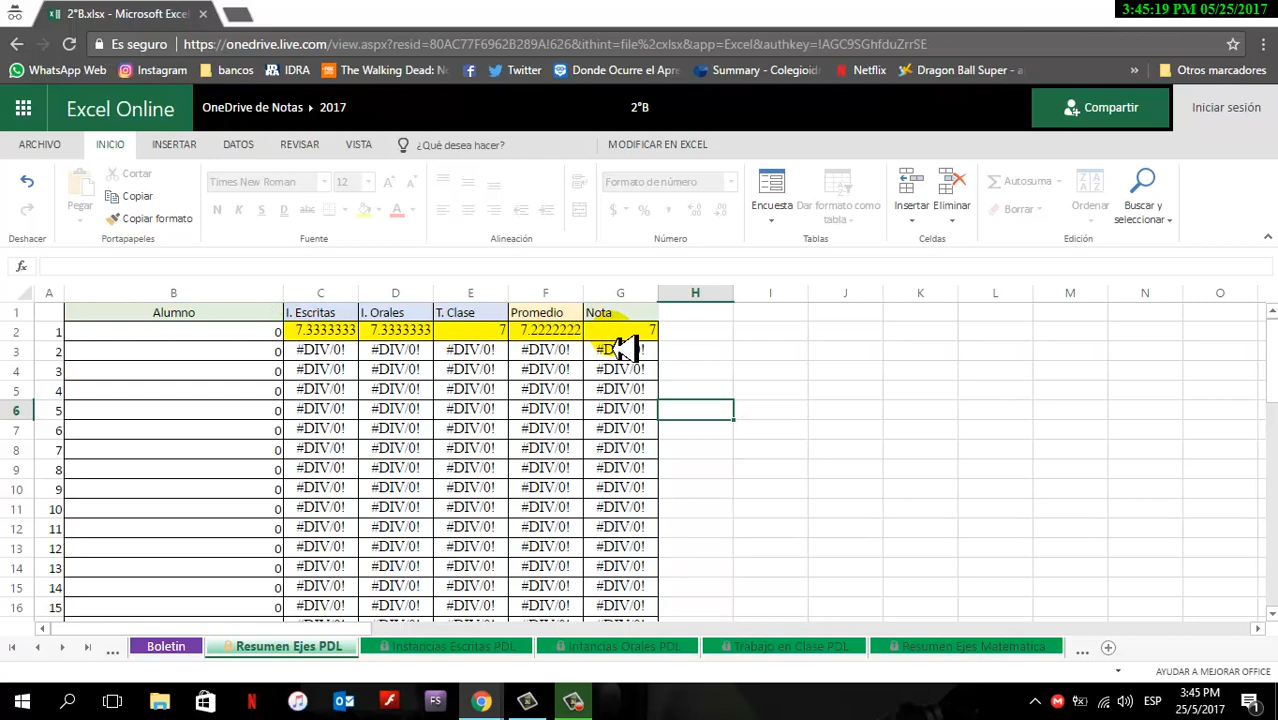 3:45:19 PM 05/25/2017
2°B.xlsx - Microsoft Exce
Es seguro https://onedrive.live.com/view.aspx?resid=80AC77F6962B289A!626&ithint=file%2cxlsx&app=Excel&authkey=!AGC9SGhfduZrrSE
WhatsApp Web Instagram bancos IDRA The Walking Dead: N Twitter Donde Ocurre el Apre Summary - Colegioid Netflix Dragon Ball Super - a » Otros marcadores
Excel Online OneDrive de Notas 2017 2°B Compartir Iniciar sesión
ARCHIVO INICIO INSERTAR DATOS REVISAR VISTA ¿Qué desea hacer? MODIFICAR EN EXCEL
Cortar
Times New Roman 12 Formato de número Autosuma
Copiar
Pegar Encuesta Dar formato como tabla Insertar Eliminar Ordenar Buscar y seleccionar
N K S D abc A $ % Borrar
Copiar formato
Deshacer Portapapeles Fuente Alineación Número Tablas Celdas Edición
fx
A B C D E F G H I J K L M N O
1 Alumno I. Escritas I. Orales T. Clase Promedio Nota
2 1 0 7.3333333 7.3333333 7 7.2222222 7
3 2 0 #DIV/0! #DIV/0! #DIV/0! #DIV/0! #D !
4 3 0 #DIV/0! #DIV/0! #DIV/0! #DIV/0! #DIV/0!
5 4 0 #DIV/0! #DIV/0! #DIV/0! #DIV/0! #DIV/0!
6 5 0 #DIV/0! #DIV/0! #DIV/0! #DIV/0! #DIV/0!
7 6 0 #DIV/0! #DIV/0! #DIV/0! #DIV/0! #DIV/0!
8 7 0 #DIV/0! #DIV/0! #DIV/0! #DIV/0! #DIV/0!
9 8 0 #DIV/0! #DIV/0! #DIV/0! #DIV/0! #DIV/0!
10 9 0 #DIV/0! #DIV/0! #DIV/0! #DIV/0! #DIV/0!
11 10 0 #DIV/0! #DIV/0! #DIV/0! #DIV/0! #DIV/0!
12 11 0 #DIV/0! #DIV/0! #DIV/0! #DIV/0! #DIV/0!
13 12 0 #DIV/0! #DIV/0! #DIV/0! #DIV/0! #DIV/0!
14 13 0 #DIV/0! #DIV/0! #DIV/0! #DIV/0! #DIV/0!
15 14 0 #DIV/0! #DIV/0! #DIV/0! #DIV/0! #DIV/0!
16 15 0 #DIV/0! #DIV/0! #DIV/0! #DIV/0! #DIV/0!
... Boletin Resumen Ejes PDL Instancias Escritas PDL Intancias Orales PDL Trabajo en Clase PDL Resumen Ejes Matematica ...
AYUDAR A MEJORAR OFFICE
FS ESP 3:45 PM
25/5/2017